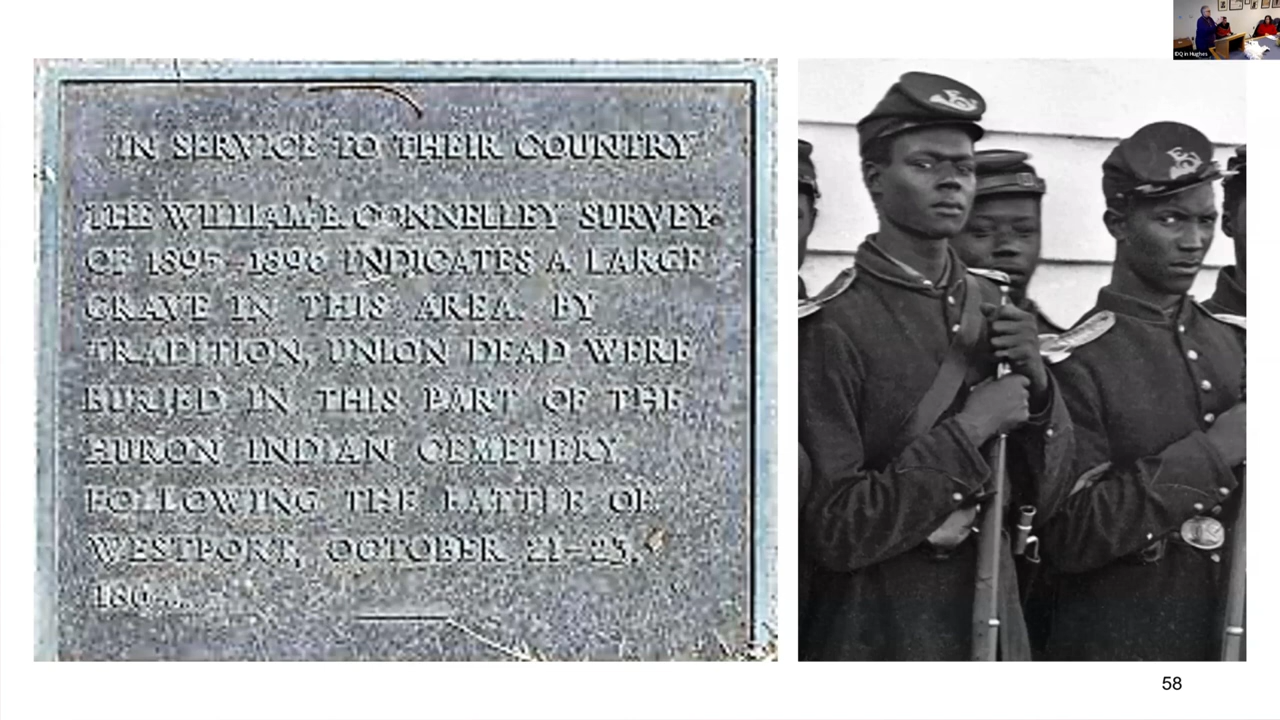 IN SERVICE TO THEIR COUNTRY
THE WILLIAM E. CONNELLEY SURVEY
OF 1895-1896 INDICATES A LARGE
GRAVE IN THIS AREA. BY
TRADITION, UNION DEAD WERE
BURIED IN THIS PART OF THE
HURON INDIAN CEMETERY
FOLLOWING THE BATTLE OF
WESTPORT, OCTOBER 21-23,
58